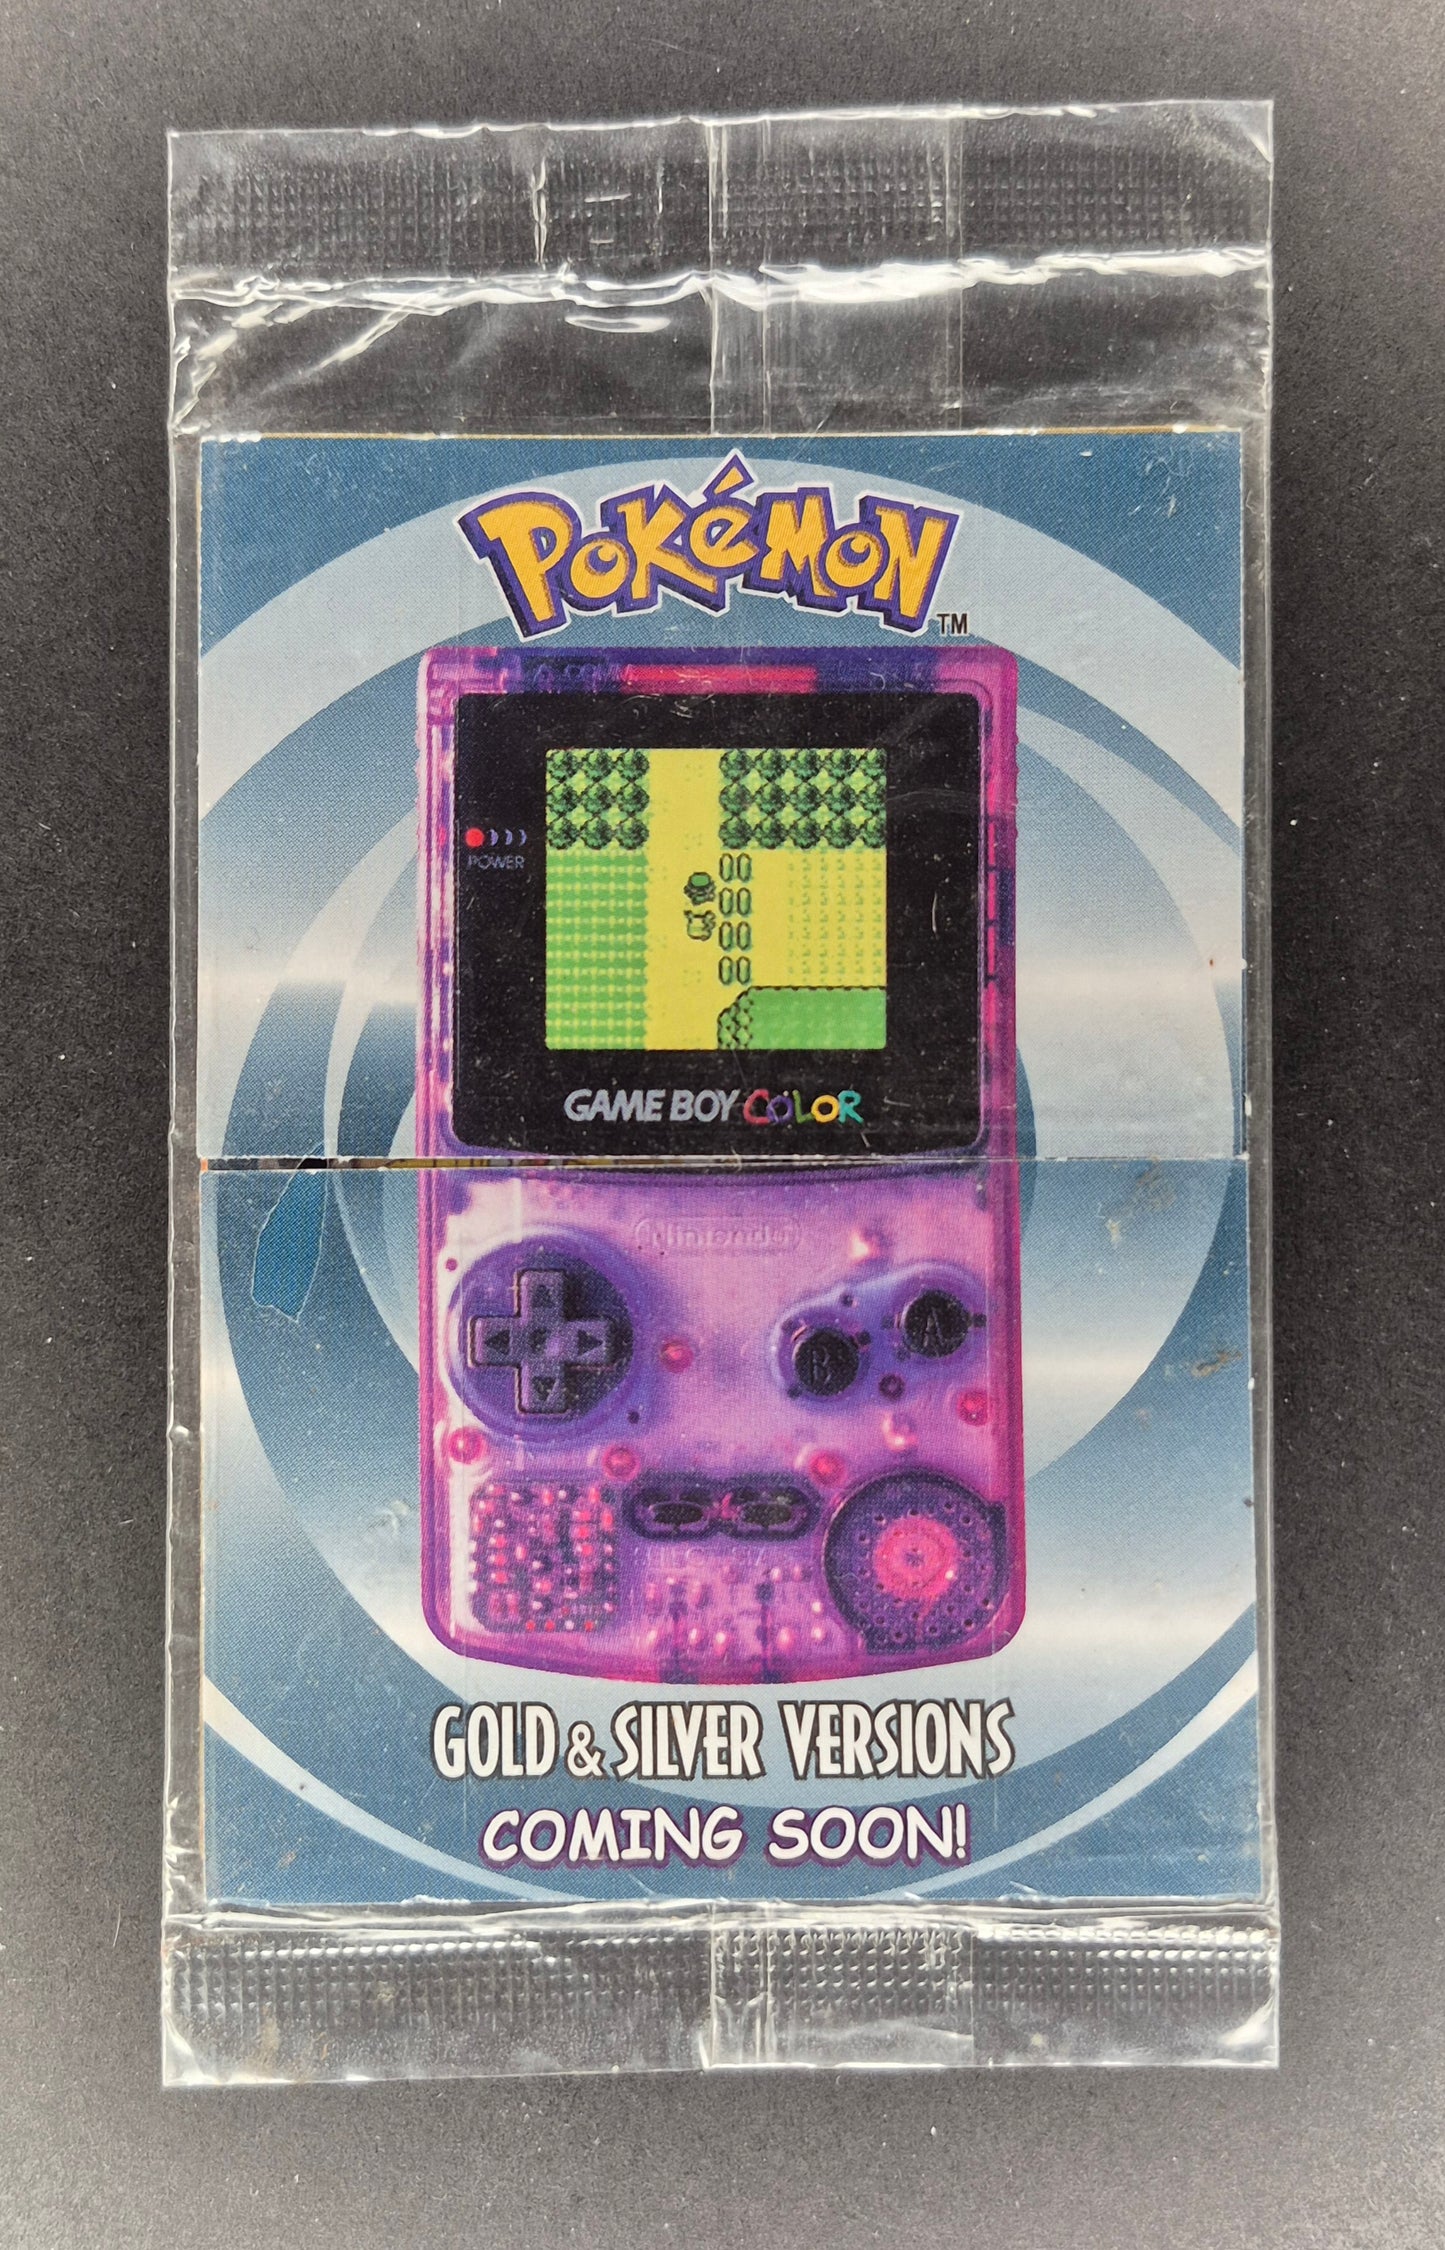 POKéMON
TM
POWER
GAME BOY COLOR
Nintendo
A
B
GOLD & SILVER VERSIONS
COMING SOON!